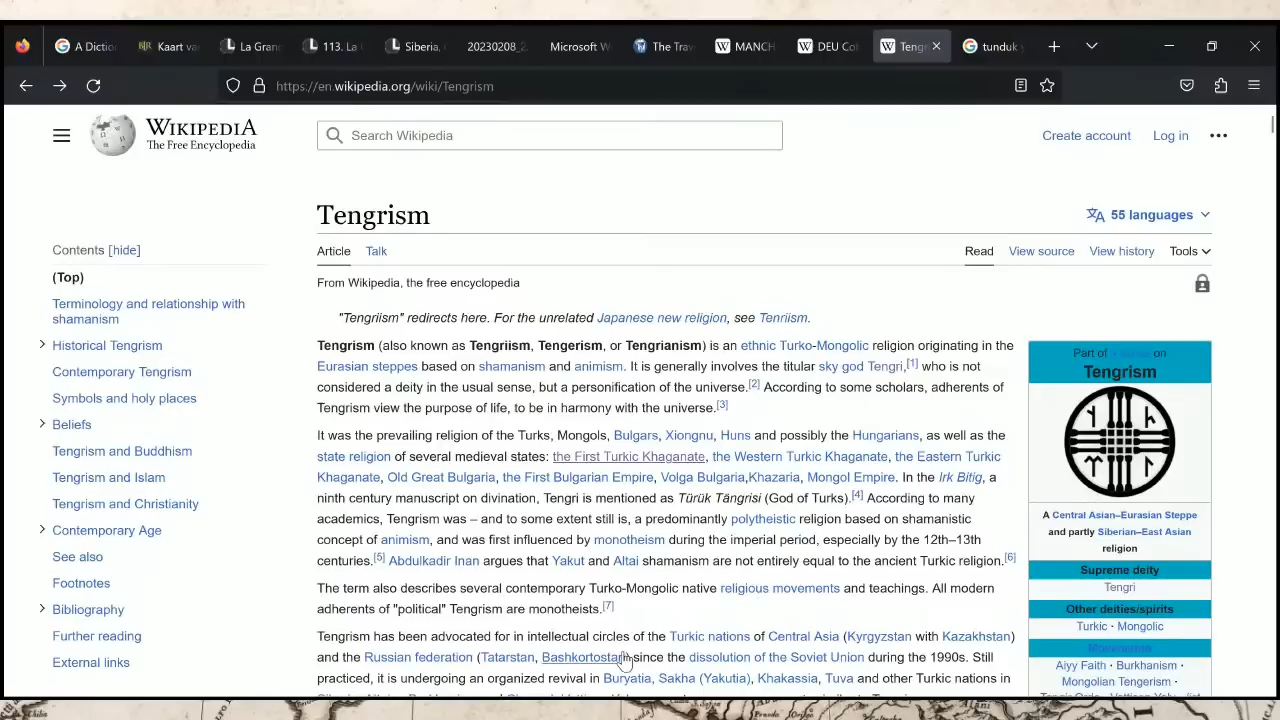 A Dictio
Kaart va
La Gran
113. La
Siberia,
20230208_2
Microsoft W
The Trav
MANCH
DEU Col
Tengr
tunduk
https://en.wikipedia.org/wiki/Tengrism
WIKIPEDIA
The Free Encyclopedia
Search Wikipedia
Create account
Log in
Tengrism
55 languages
Contents [hide]
(Top)
Terminology and relationship with
shamanism
Historical Tengrism
Contemporary Tengrism
Symbols and holy places
Beliefs
Tengrism and Buddhism
Tengrism and Islam
Tengrism and Christianity
Contemporary Age
See also
Footnotes
Bibliography
Further reading
External links
Article Talk
Read View source View history Tools
From Wikipedia, the free encyclopedia
"Tengriism" redirects here. For the unrelated Japanese new religion, see Tenriism.
Tengrism (also known as Tengriism, Tengerism, or Tengrianism) is an ethnic Turko-Mongolic religion originating in the
Eurasian steppes based on shamanism and animism. It is generally involves the titular sky god Tengri,[1] who is not
considered a deity in the usual sense, but a personification of the universe.[2] According to some scholars, adherents of
Tengrism view the purpose of life, to be in harmony with the universe.[3]
It was the prevailing religion of the Turks, Mongols, Bulgars, Xiongnu, Huns and possibly the Hungarians, as well as the
state religion of several medieval states: the First Turkic Khaganate, the Western Turkic Khaganate, the Eastern Turkic
Khaganate, Old Great Bulgaria, the First Bulgarian Empire, Volga Bulgaria,Khazaria, Mongol Empire. In the Irk Bitig, a
ninth century manuscript on divination, Tengri is mentioned as Türük Tängrisi (God of Turks).[4] According to many
academics, Tengrism was – and to some extent still is, a predominantly polytheistic religion based on shamanistic
concept of animism, and was first influenced by monotheism during the imperial period, especially by the 12th–13th
centuries.[5] Abdulkadir Inan argues that Yakut and Altai shamanism are not entirely equal to the ancient Turkic religion.[6]
The term also describes several contemporary Turko-Mongolic native religious movements and teachings. All modern
adherents of "political" Tengrism are monotheists.[7]
Tengrism has been advocated for in intellectual circles of the Turkic nations of Central Asia (Kyrgyzstan with Kazakhstan)
and the Russian federation (Tatarstan, Bashkortostan since the dissolution of the Soviet Union during the 1990s. Still
practiced, it is undergoing an organized revival in Buryatia, Sakha (Yakutia), Khakassia, Tuva and other Turkic nations in
Part of a series on
Tengrism
A Central Asian–Eurasian Steppe
and partly Siberian–East Asian
religion
Supreme deity
Tengri
Other deities/spirits
Turkic · Mongolic
Movements
Aiyy Faith · Burkhanism ·
Mongolian Tengerism ·